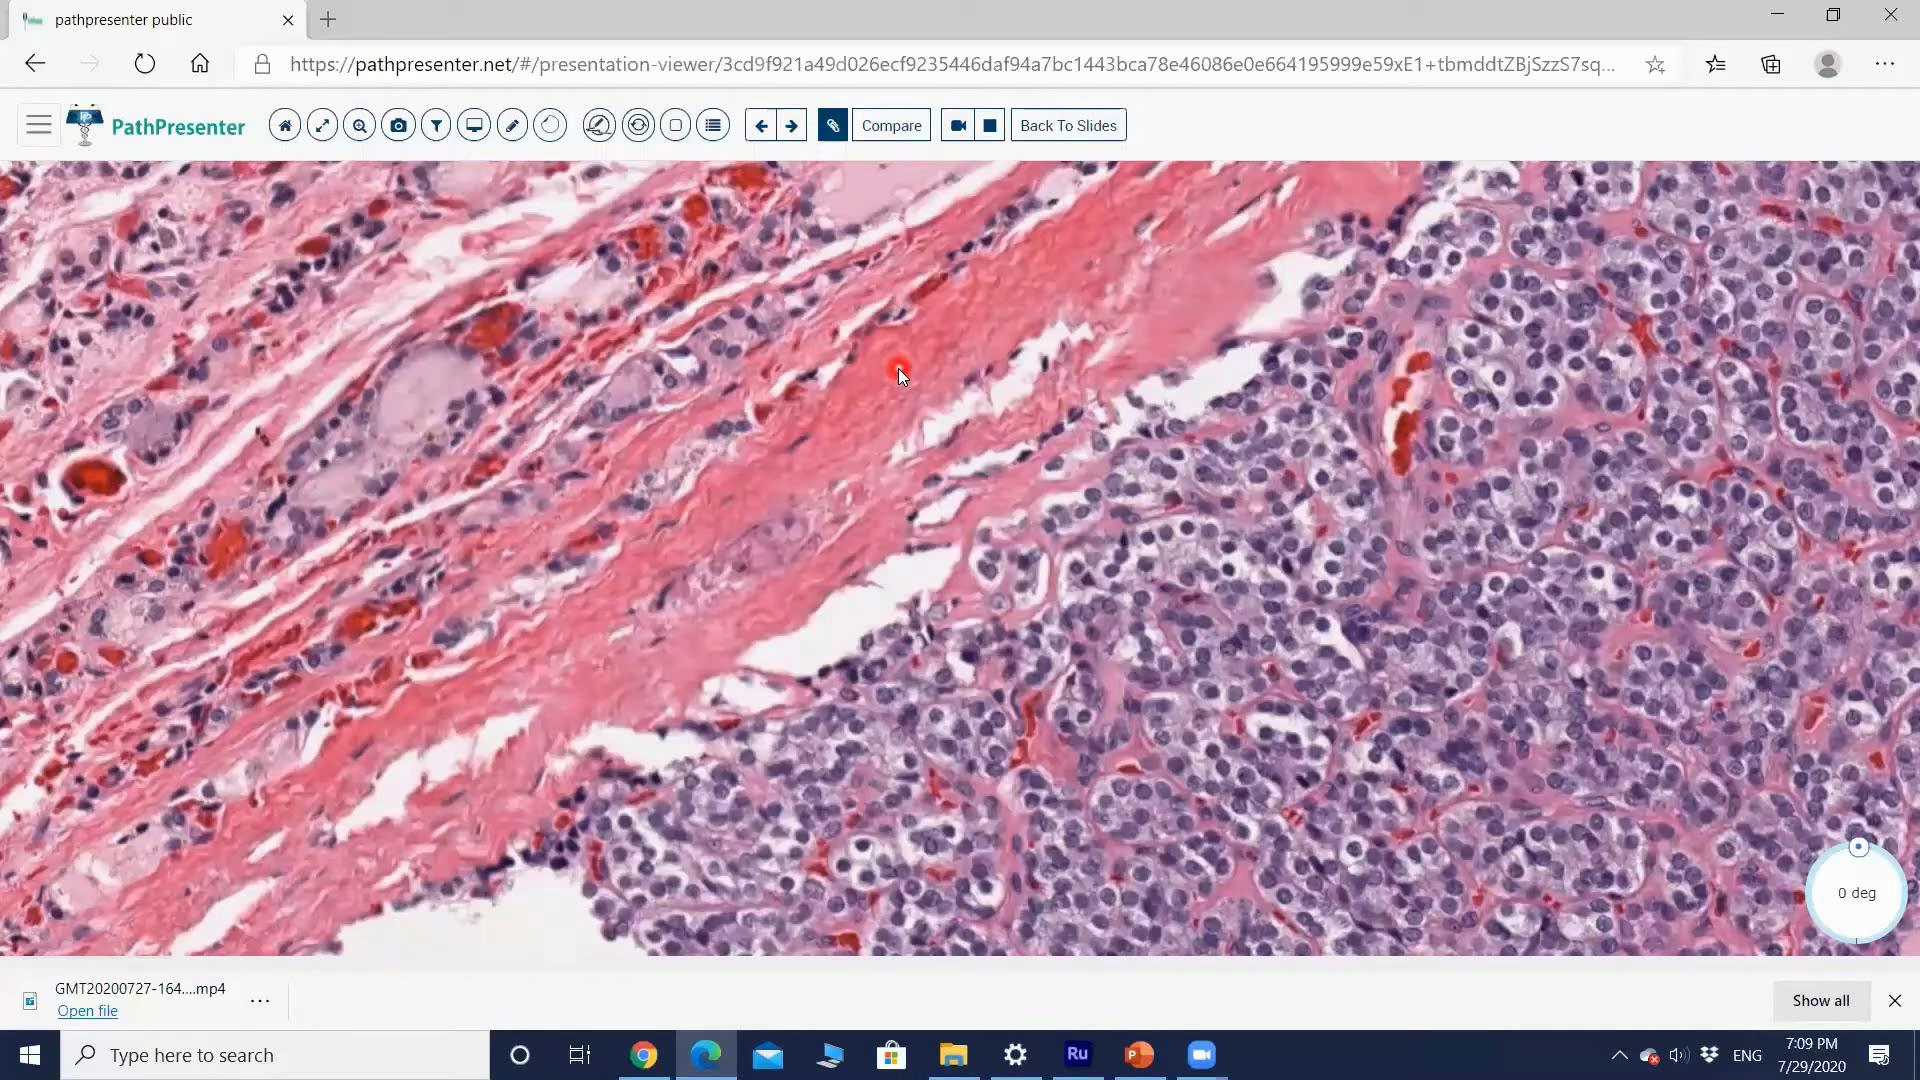 pathpresenter public
https://pathpresenter.net/#/presentation-viewer/3cd9f921a49d026ecf9235446daf94a7bc1443bca78e46086e0e664195999e59xE1+tbmddtZBjSzzS7sq...
PathPresenter
Compare
Back To Slides
0 deg
GMT20200727-164....mp4
Open file
Show all
Type here to search
Ru
P
ENG
7:09 PM
7/29/2020